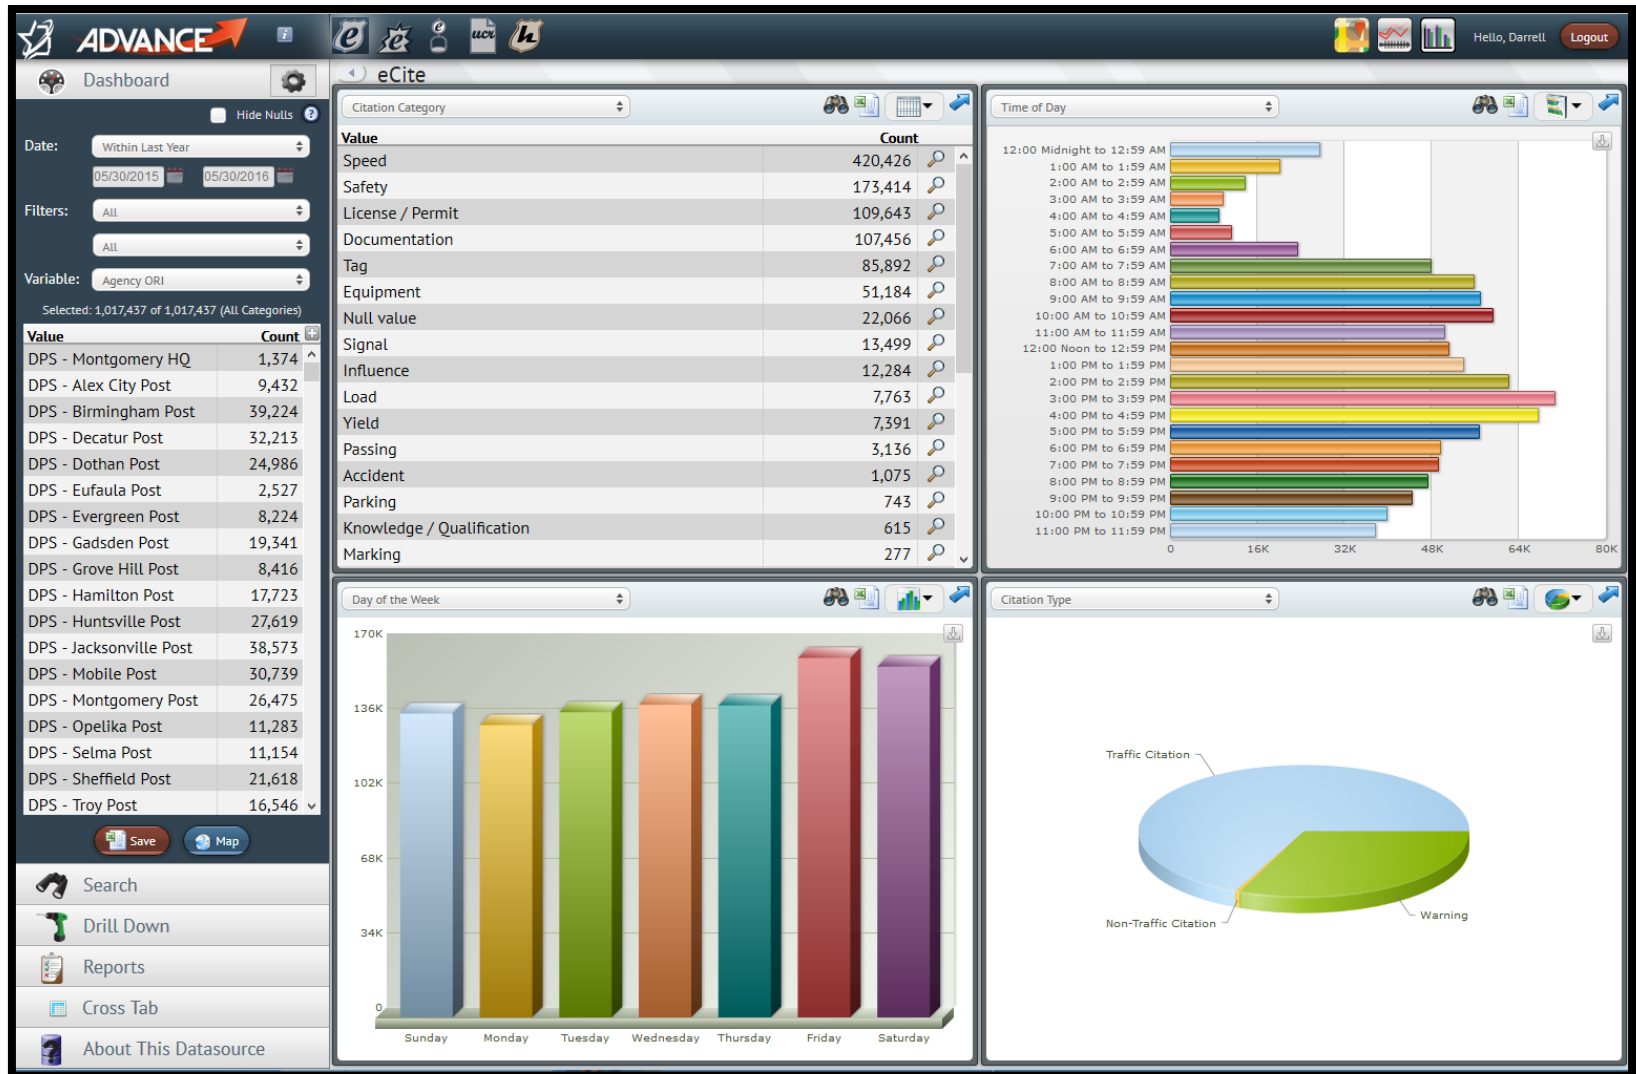 ADVANCE
i
e
e
e
ucr
h
Hello, Darrell
Logout
Dashboard
Hide Nulls ?
Date:
Within Last Year
05/30/2015
05/30/2016
Filters:
All
All
Variable:
Agency ORI
Selected: 1,017,437 of 1,017,437 (All Categories)
Value Count
DPS - Montgomery HQ 1,374
DPS - Alex City Post 9,432
DPS - Birmingham Post 39,224
DPS - Decatur Post 32,213
DPS - Dothan Post 24,986
DPS - Eufaula Post 2,527
DPS - Evergreen Post 8,224
DPS - Gadsden Post 19,341
DPS - Grove Hill Post 8,416
DPS - Hamilton Post 17,723
DPS - Huntsville Post 27,619
DPS - Jacksonville Post 38,573
DPS - Mobile Post 30,739
DPS - Montgomery Post 26,475
DPS - Opelika Post 11,283
DPS - Selma Post 11,154
DPS - Sheffield Post 21,618
DPS - Troy Post 16,546
Save
Map
Search
Drill Down
Reports
Cross Tab
About This Datasource
eCite
Citation Category
Value Count
Speed 420,426
Safety 173,414
License / Permit 109,643
Documentation 107,456
Tag 85,892
Equipment 51,184
Null value 22,066
Signal 13,499
Influence 12,284
Load 7,763
Yield 7,391
Passing 3,136
Accident 1,075
Parking 743
Knowledge / Qualification 615
Marking 277
Time of Day
12:00 Midnight to 12:59 AM
1:00 AM to 1:59 AM
2:00 AM to 2:59 AM
3:00 AM to 3:59 AM
4:00 AM to 4:59 AM
5:00 AM to 5:59 AM
6:00 AM to 6:59 AM
7:00 AM to 7:59 AM
8:00 AM to 8:59 AM
9:00 AM to 9:59 AM
10:00 AM to 10:59 AM
11:00 AM to 11:59 AM
12:00 Noon to 12:59 PM
1:00 PM to 1:59 PM
2:00 PM to 2:59 PM
3:00 PM to 3:59 PM
4:00 PM to 4:59 PM
5:00 PM to 5:59 PM
6:00 PM to 6:59 PM
7:00 PM to 7:59 PM
8:00 PM to 8:59 PM
9:00 PM to 9:59 PM
10:00 PM to 10:59 PM
11:00 PM to 11:59 PM
0 16K 32K 48K 64K 80K
Day of the Week
170K
136K
102K
68K
34K
0
Sunday Monday Tuesday Wednesday Thursday Friday Saturday
Citation Type
Traffic Citation
Non-Traffic Citation
Warning